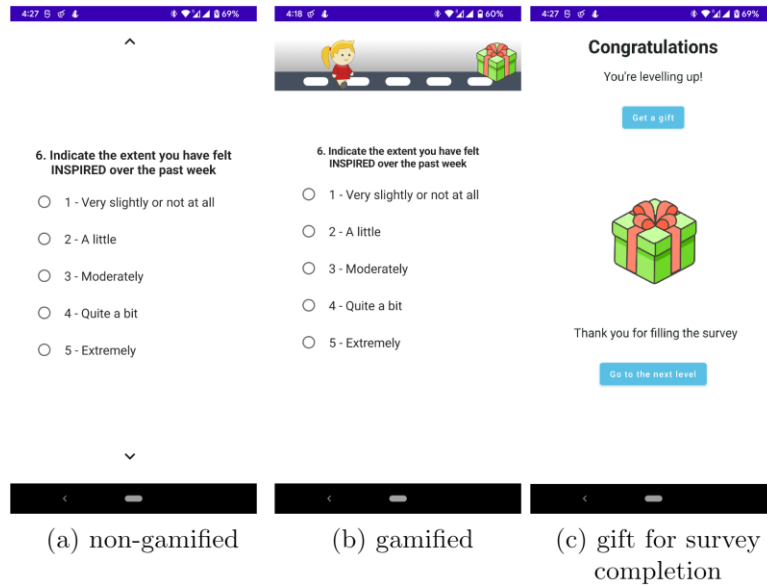 4:27
69%
6. Indicate the extent you have felt
INSPIRED over the past week
1 - Very slightly or not at all
2 - A little
3 - Moderately
4 - Quite a bit
5 - Extremely
(a) non-gamified
4:18
60%
6. Indicate the extent you have felt
INSPIRED over the past week
1 - Very slightly or not at all
2 - A little
3 - Moderately
4 - Quite a bit
5 - Extremely
(b) gamified
4:27
69%
Congratulations
You're levelling up!
Get a gift
Thank you for filling the survey
Go to the next level
(c) gift for survey
completion